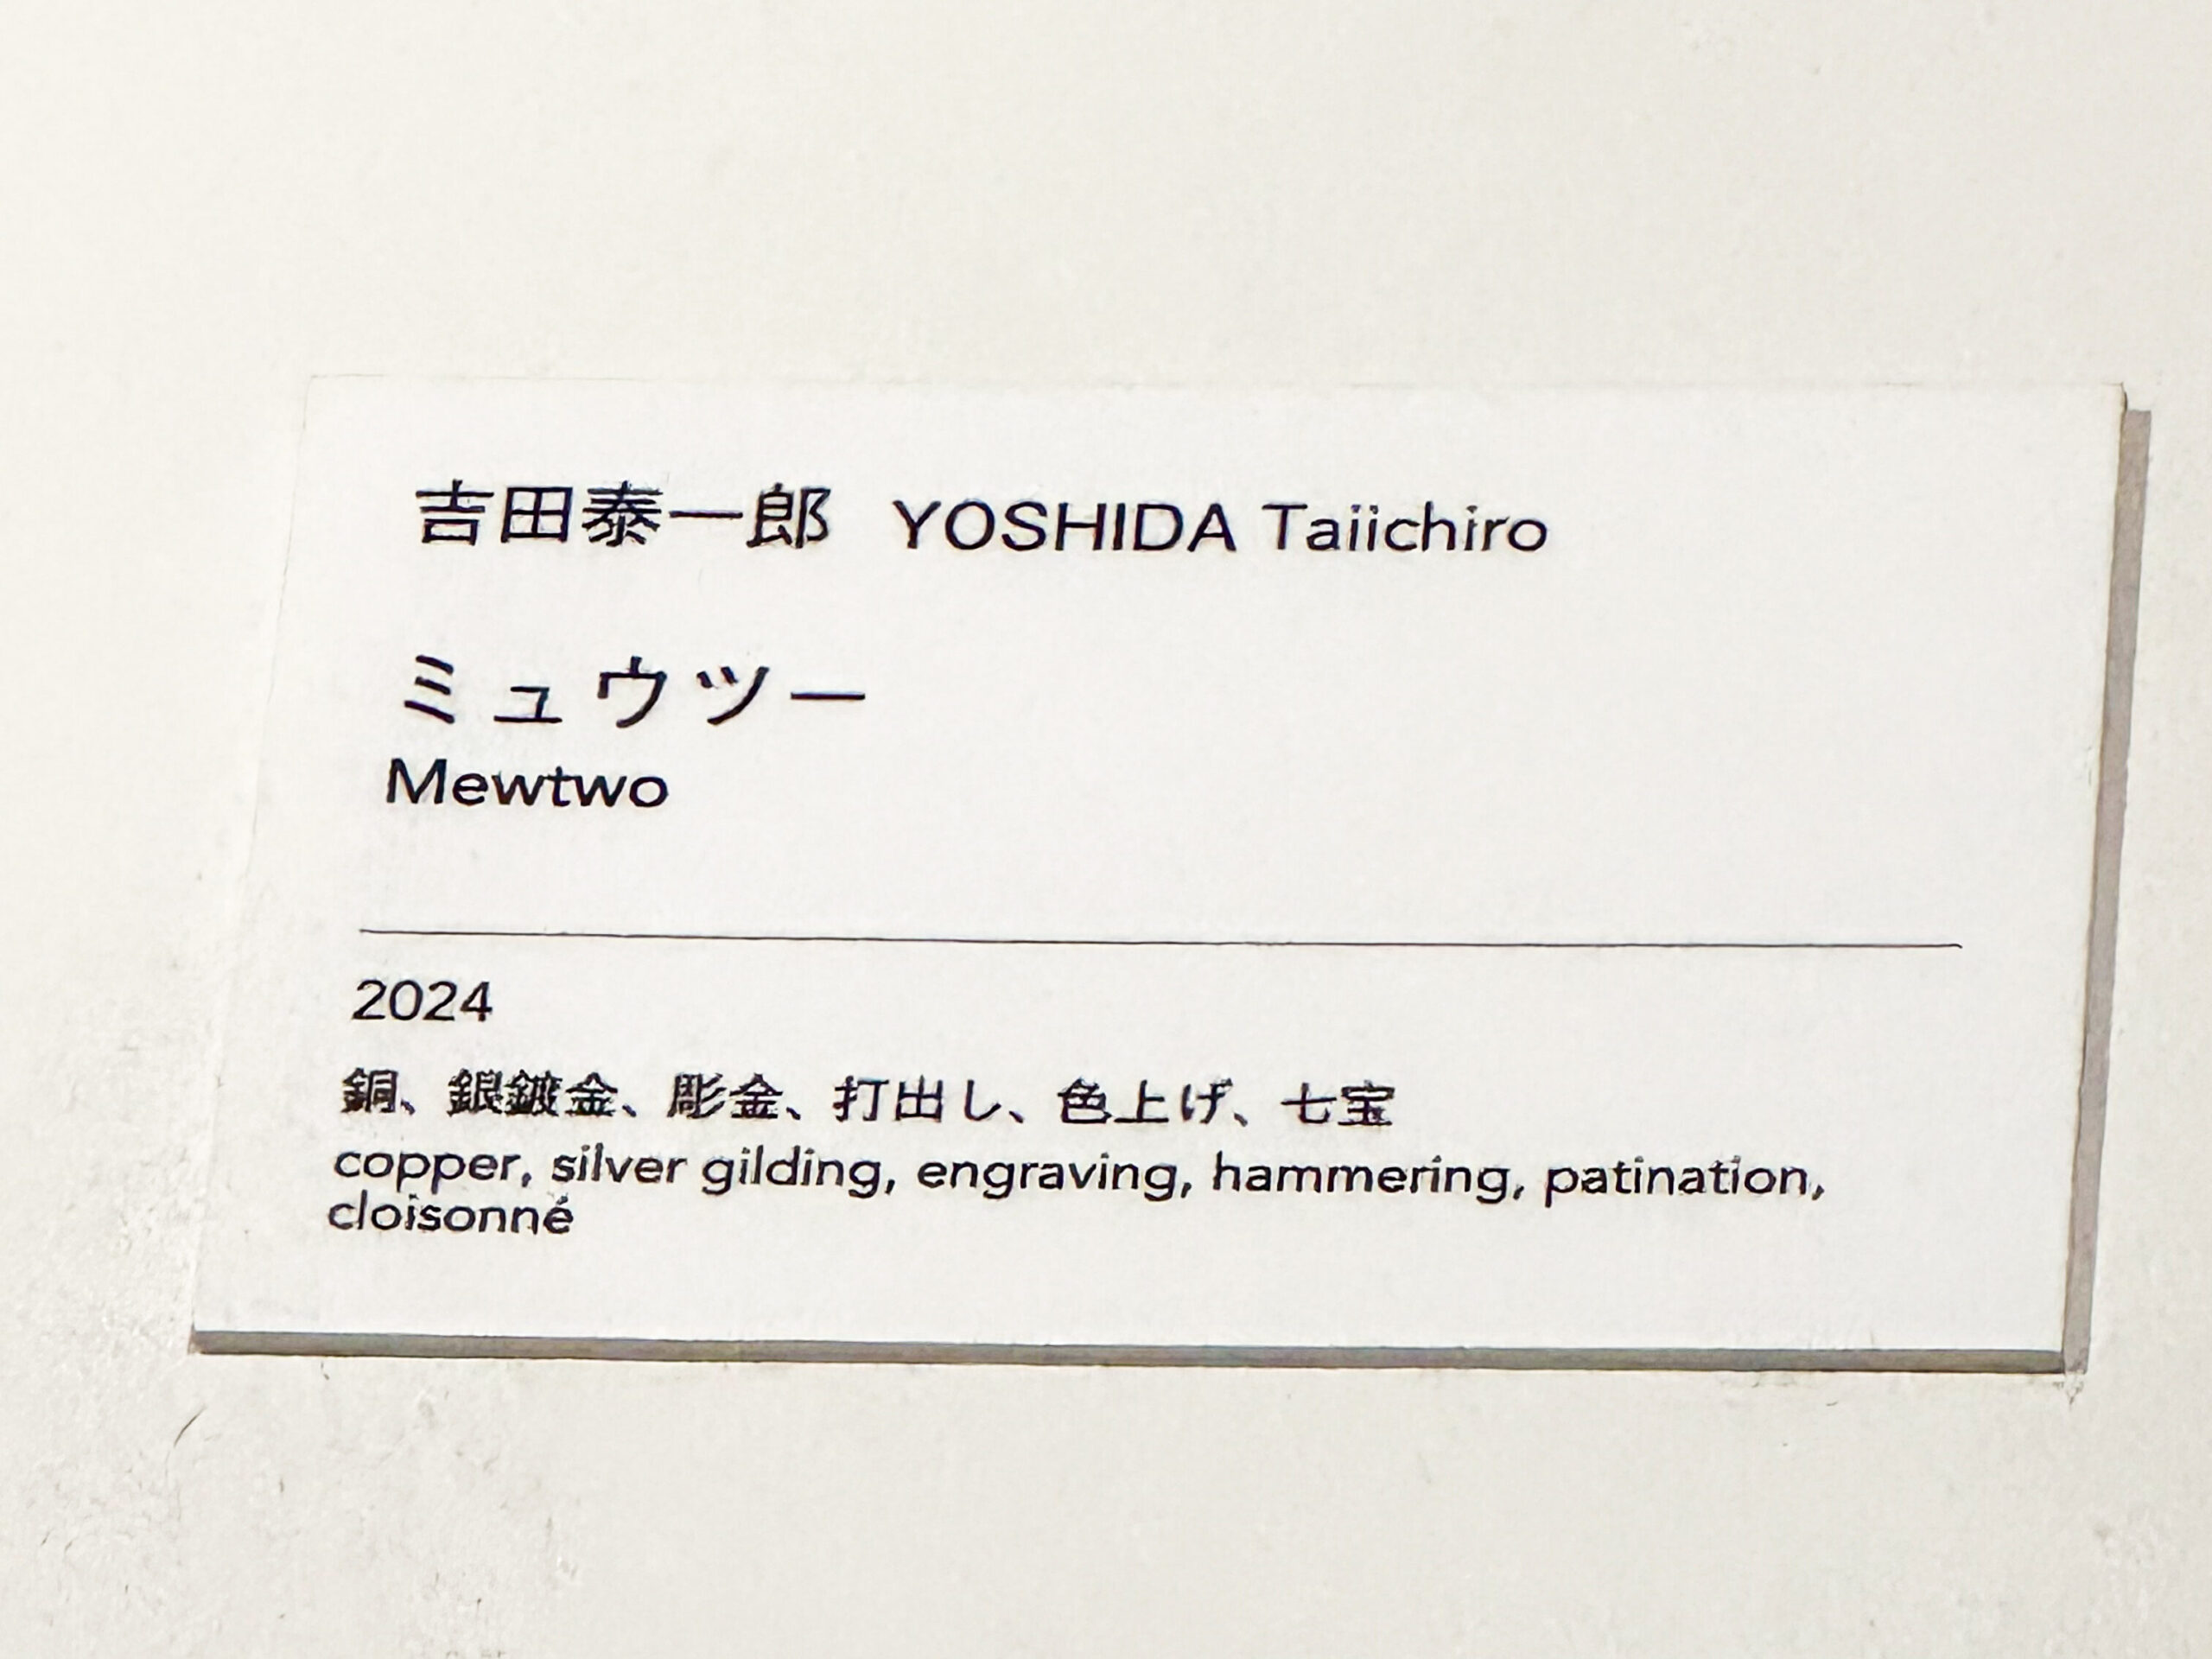 吉田泰一郎 YOSHIDA Taiichiro
ミュウツー
Mewtwo
2024
銅、銀鍍金、彫金、打出し、色上げ、七宝
copper, silver gilding, engraving, hammering, patination,
cloisonné